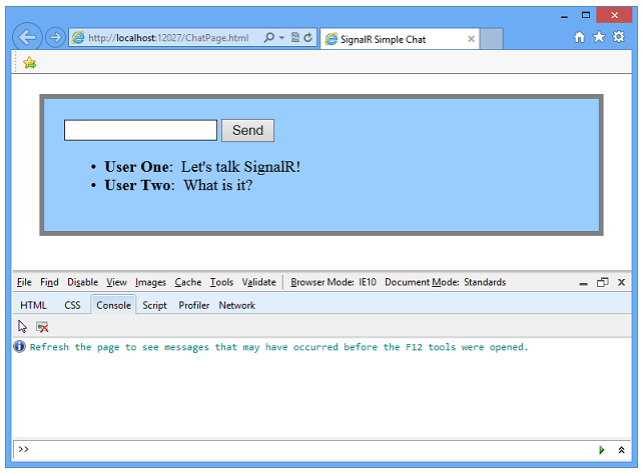 http://localhost:12027/ChatPage.html SignalR Simple Chat
Send
• User One: Let's talk SignalR!
• User Two: What is it?
File Find Disable View Images Cache Tools Validate Browser Mode: IE10 Document Mode: Standards
HTML CSS Console Script Profiler Network
Refresh the page to see messages that may have occurred before the F12 tools were opened.
>>